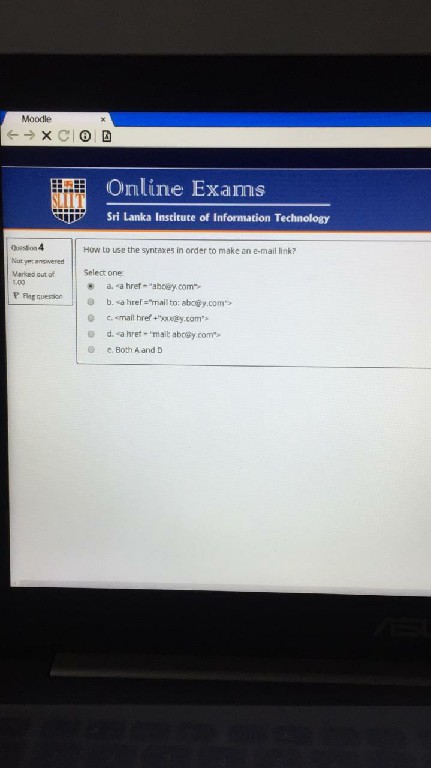 Moodle x
SLIIT
Online Exams
Sri Lanka Institute of Information Technology
Question 4
Not yet answered
Marked out of
1.00
Flag question
How to use the syntaxes in order to make an e-mail link?
Select one:
a. <a href = "abc@y.com">
b. <a href ="mail to: abc@y.com">
c. <mail href ="xxx@y.com">
d. <a href = "mail: abc@y.com">
e. Both A and D
ASU